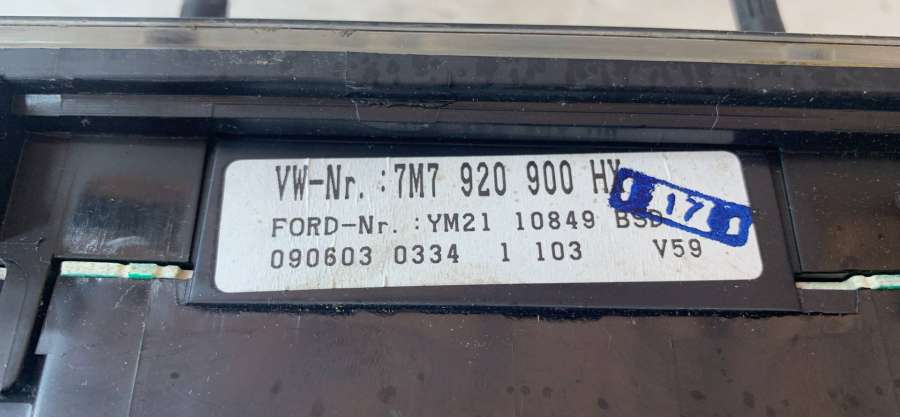 VW-Nr. :7M7 920 900 HX
FORD-Nr. :YM21 10849 BSD
090603 0334 1 103 V59
17